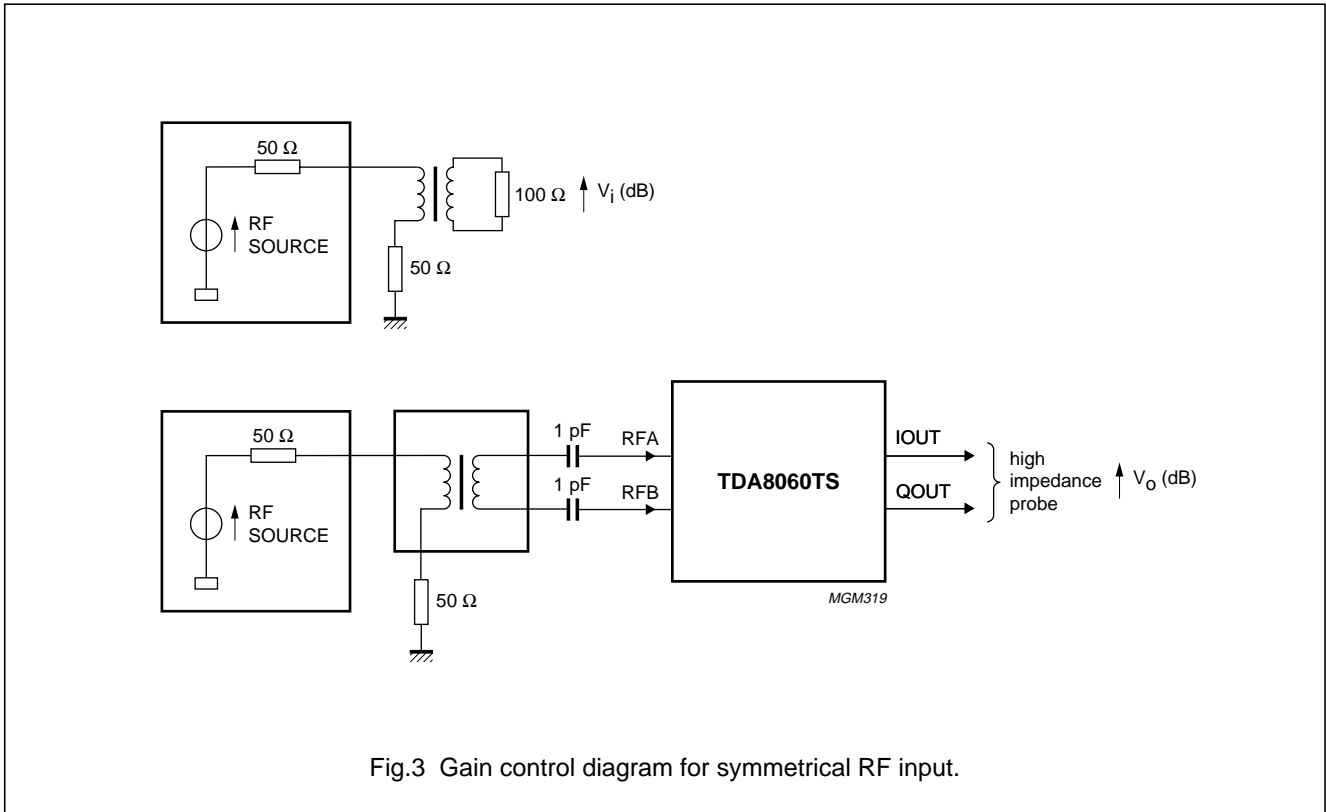 50 Ω
RF
SOURCE
50 Ω
100 Ω
Vi (dB)
50 Ω
RF
SOURCE
50 Ω
1 pF
RFA
1 pF
RFB
TDA8060TS
IOUT
QOUT
high
impedance
probe
Vo (dB)
MGM319
Fig.3 Gain control diagram for symmetrical RF input.